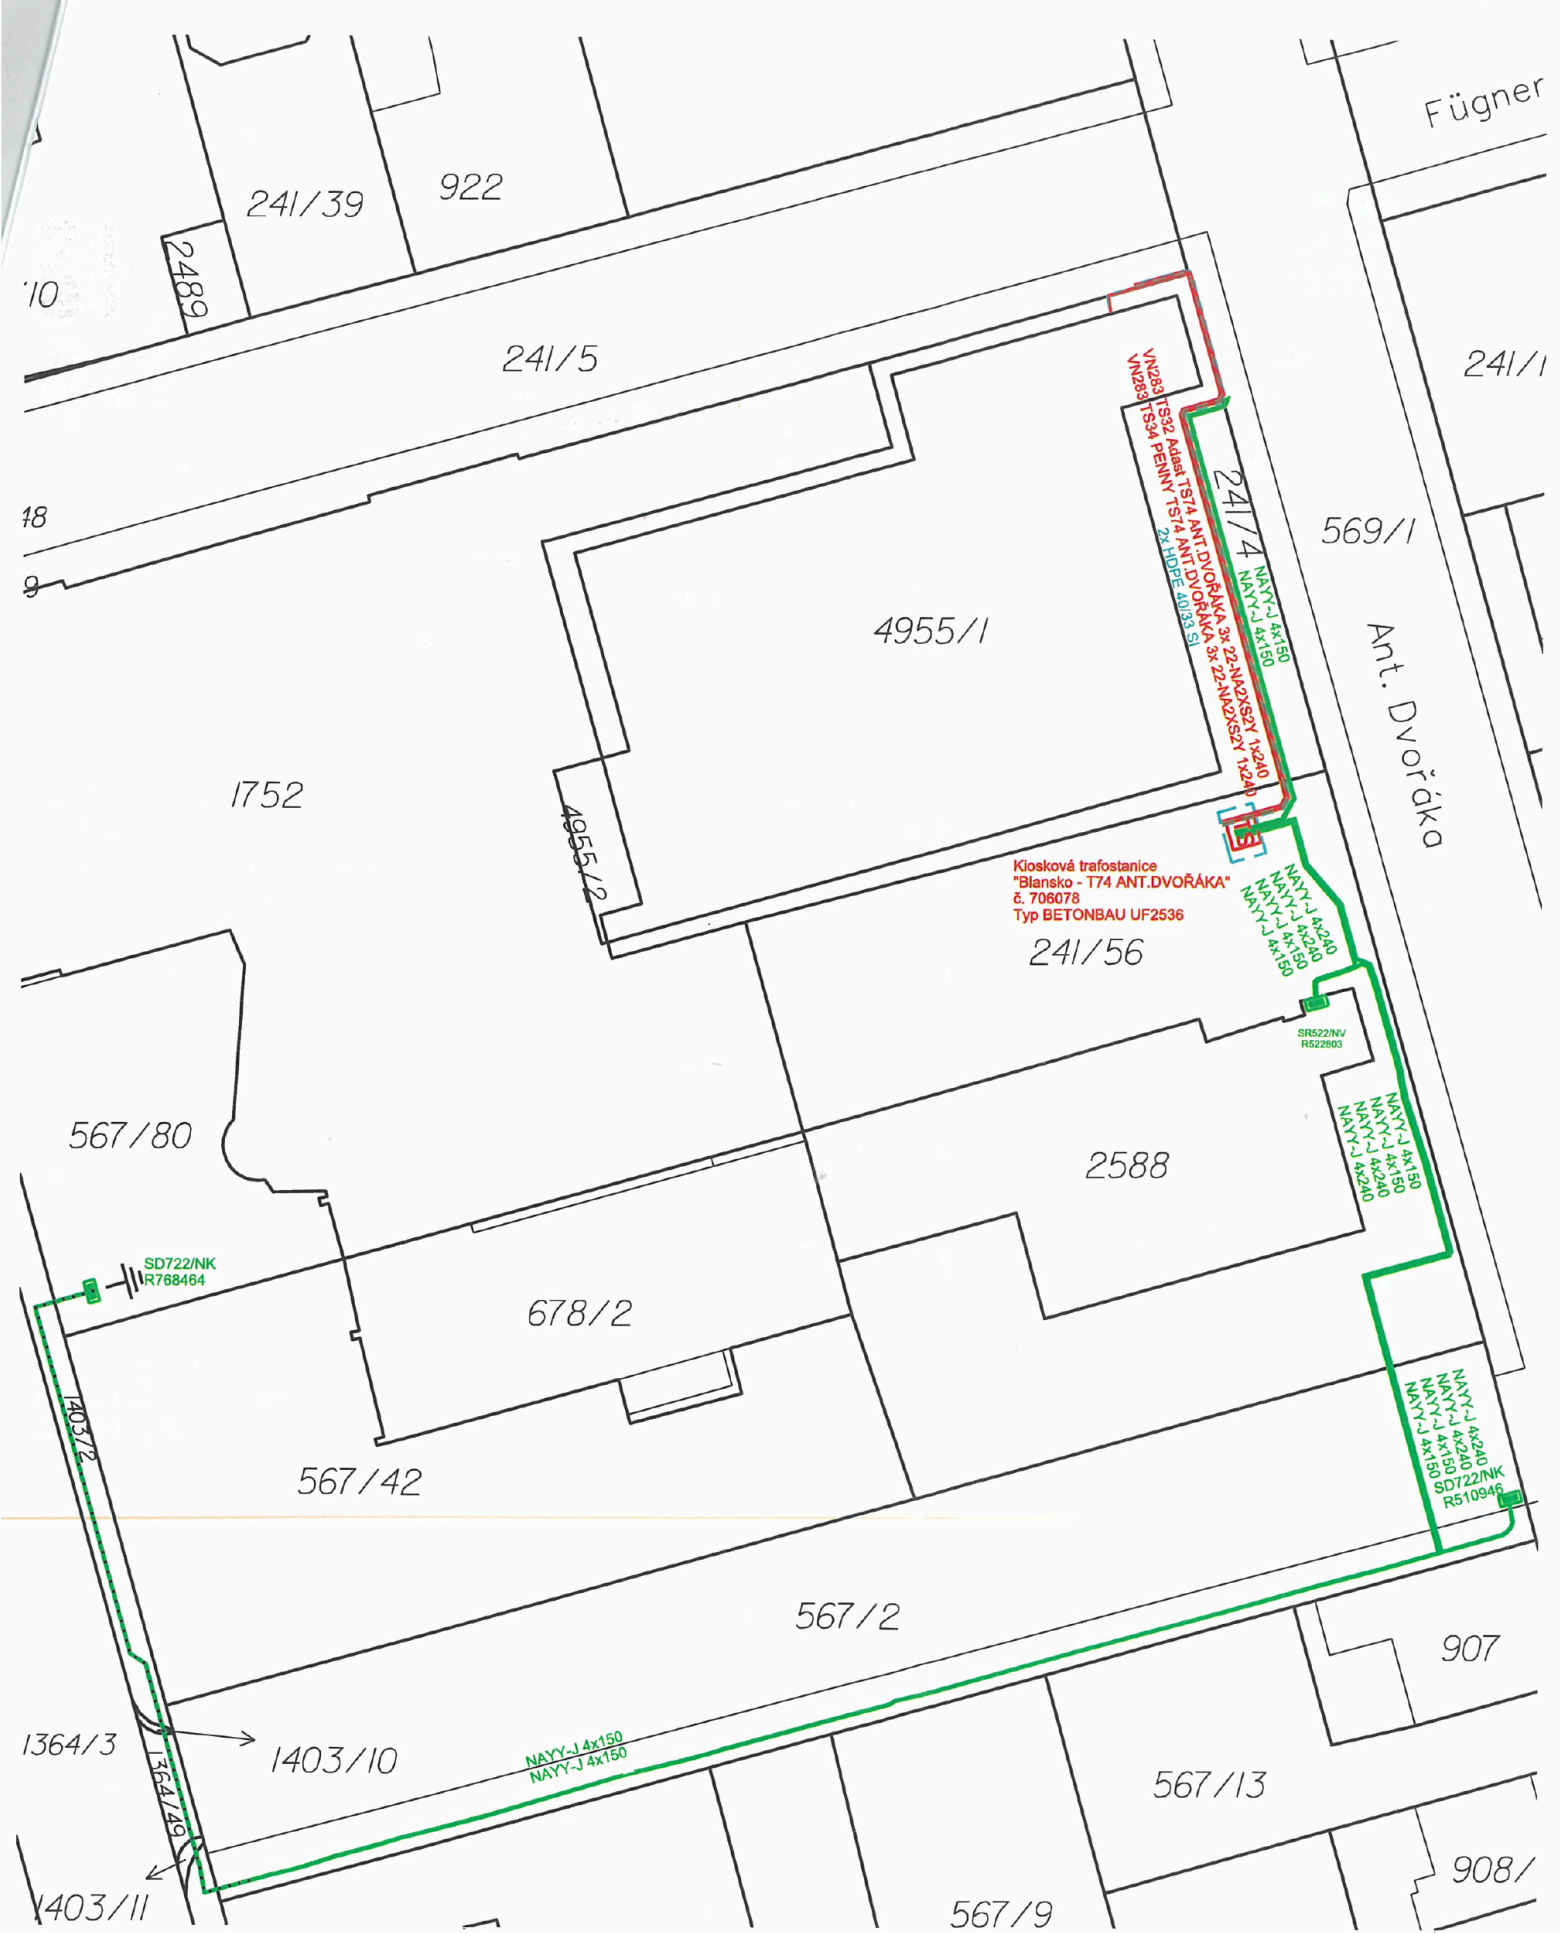 Fügner
241/39
922
2489
'10
241/5
241/1
48
9
VN283 TS32 Adast TS74 ANT.DVOŘÁKA 3x 22-NA2XS2Y 1x240
VN283 TS34 PENNY TS74 ANT.DVOŘÁKA 3x 22-NA2XS2Y 1x240
2x HDPE 40/33 SI
241/4
569/1
NAYY-J 4x150
NAYY-J 4x150
4955/1
Ant. Dvořáka
1752
4955/2
TS
Kiosková trafostanice
"Blansko - T74 ANT.DVOŘÁKA"
č. 706078
Typ BETONBAU UF2536
NAYY-J 4x240
NAYY-J 4x240
NAYY-J 4x150
NAYY-J 4x150
241/56
SR522/NV
R522803
567/80
2588
NAYY-J 4x150
NAYY-J 4x150
NAYY-J 4x240
NAYY-J 4x240
SD722/NK
R768464
678/2
1403/2
567/42
NAYY-J 4x240
NAYY-J 4x240
NAYY-J 4x150
NAYY-J 4x150
SD722/NK
R510946
567/2
907
1364/3
1403/10
NAYY-J 4x150
NAYY-J 4x150
1364/49
567/13
908/
1403/11
567/9